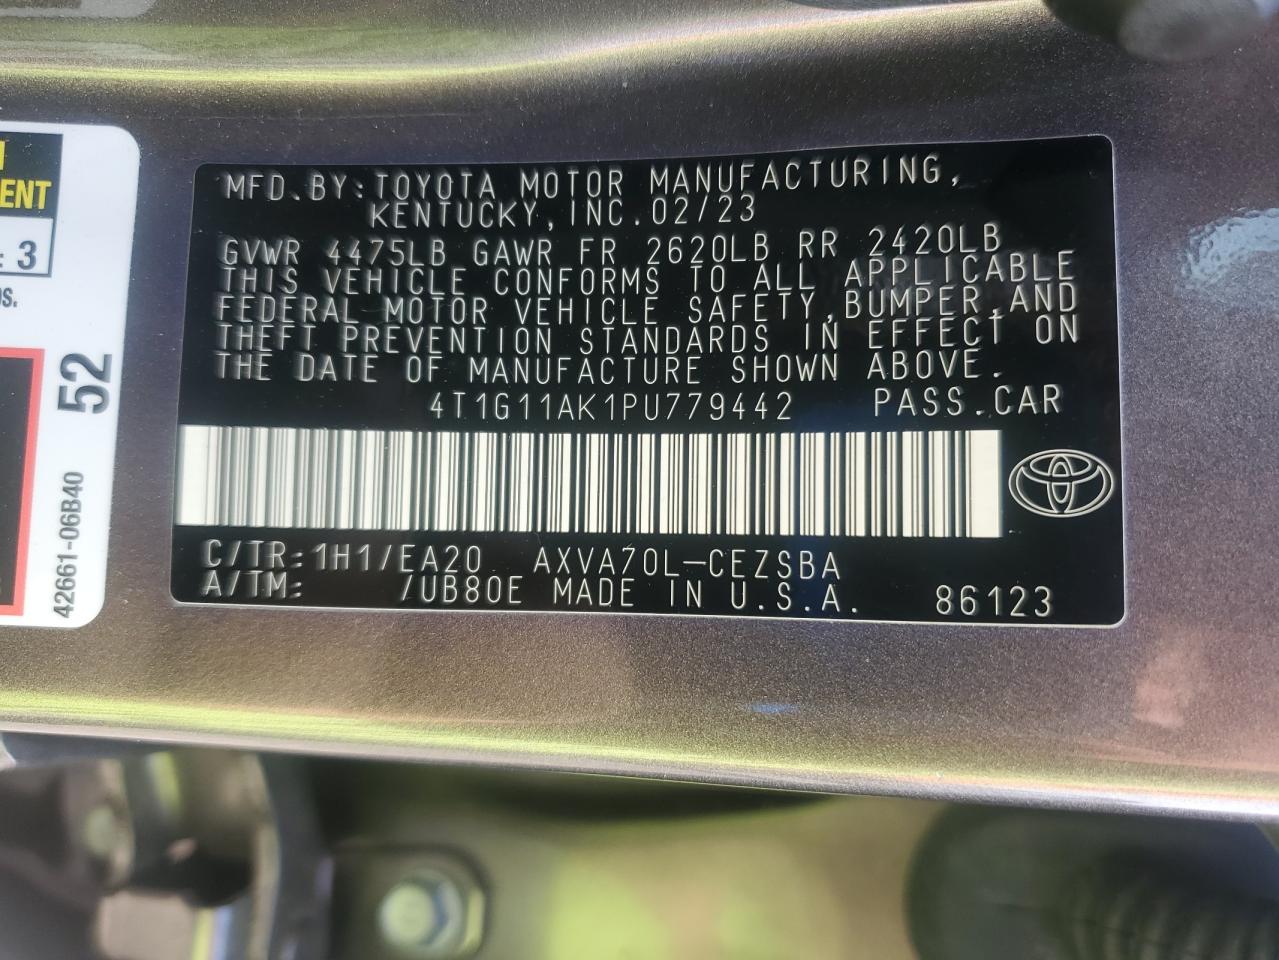 ENT
: 3
52
42661-06B40
MFD.BY:TOYOTA MOTOR MANUFACTURING,
KENTUCKY,INC.02/23
GVWR 4475LB GAWR FR 2620LB RR 2420LB
THIS VEHICLE CONFORMS TO ALL APPLICABLE
FEDERAL MOTOR VEHICLE SAFETY,BUMPER,AND
THEFT PREVENTION STANDARDS IN EFFECT ON
THE DATE OF MANUFACTURE SHOWN ABOVE.
4T1G11AK1PU779442 PASS.CAR
C/TR:1H1/EA20 AXVA70L-CEZSBA
A/TM: /UB80E MADE IN U.S.A. 86123